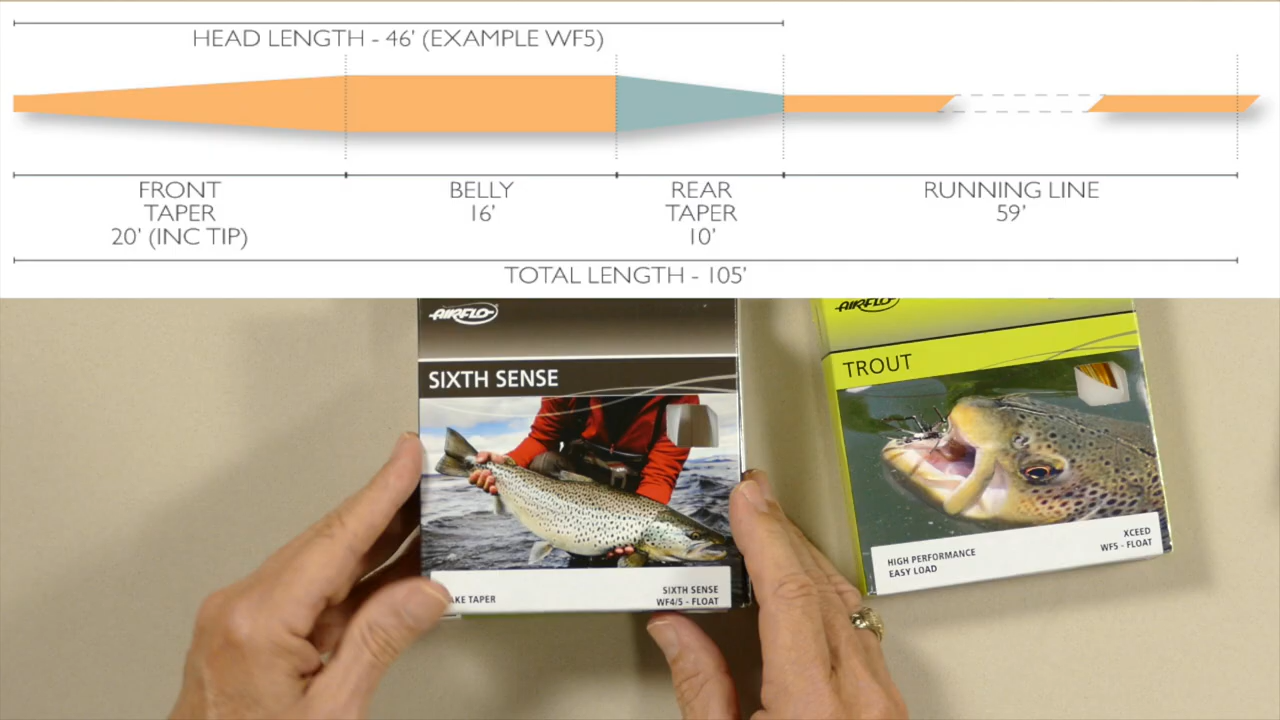 HEAD LENGTH - 46' (EXAMPLE WF5)
FRONT
TAPER
20' (INC TIP)
BELLY
16'
REAR
TAPER
10'
RUNNING LINE
59'
TOTAL LENGTH - 105'
AIRFLO
SIXTH SENSE
AKE TAPER
SIXTH SENSE
WF4/5 - FLOAT
AIRFLO
TROUT
HIGH PERFORMANCE
EASY LOAD
XCEED
WF5 - FLOAT